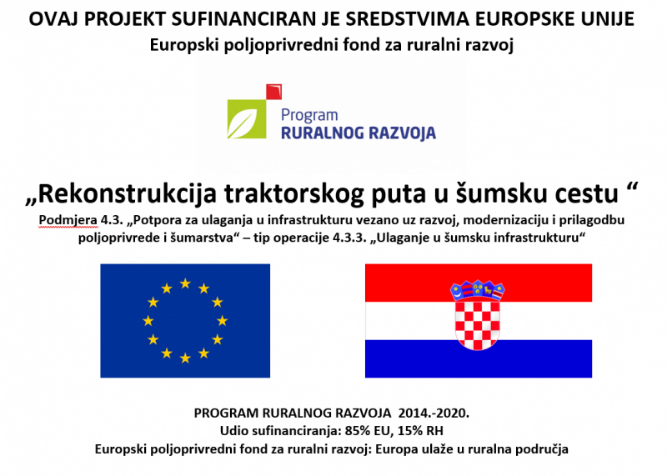 OVAJ PROJEKT SUFINANCIRAN JE SREDSTVIMA EUROPSKE UNIJE
Europski poljoprivredni fond za ruralni razvoj
Program
RURALNOG RAZVOJA
„Rekonstrukcija traktorskog puta u šumsku cestu “
Podmjera 4.3. „Potpora za ulaganja u infrastrukturu vezano uz razvoj, modernizaciju i prilagodbu
poljoprivrede i šumarstva“ – tip operacije 4.3.3. „Ulaganje u šumsku infrastrukturu“
PROGRAM RURALNOG RAZVOJA 2014.-2020.
Udio sufinanciranja: 85% EU, 15% RH
Europski poljoprivredni fond za ruralni razvoj: Europa ulaže u ruralna područja